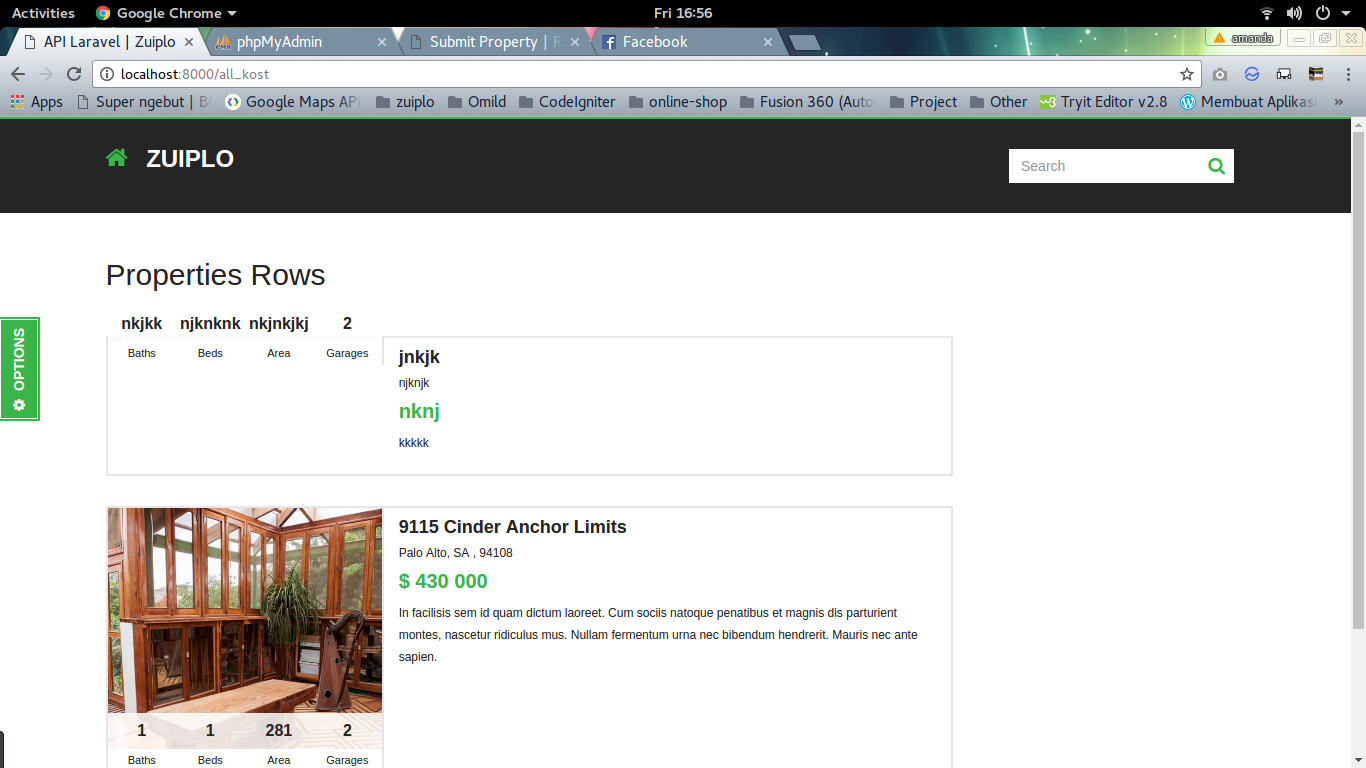 Activities Google Chrome Fri 16:56
API Laravel | Zuiplo phpMyAdmin Submit Property | R Facebook amanda
localhost:8000/all_kost
Apps Super ngebut | B Google Maps AP zuiplo Omild CodeIgniter online-shop Fusion 360 (Auto Project Other Tryit Editor v2.8 Membuat Aplikasi »
ZUIPLO Search
Properties Rows
OPTIONS
nkjkk njknknk nkjnkjkj 2
Baths Beds Area Garages
jnkjk
njknjk
nknj
kkkkk
9115 Cinder Anchor Limits
Palo Alto, SA , 94108
$ 430 000
In facilisis sem id quam dictum laoreet. Cum sociis natoque penatibus et magnis dis parturient
montes, nascetur ridiculus mus. Nullam fermentum urna nec bibendum hendrerit. Mauris nec ante
sapien.
1 1 281 2
Baths Beds Area Garages